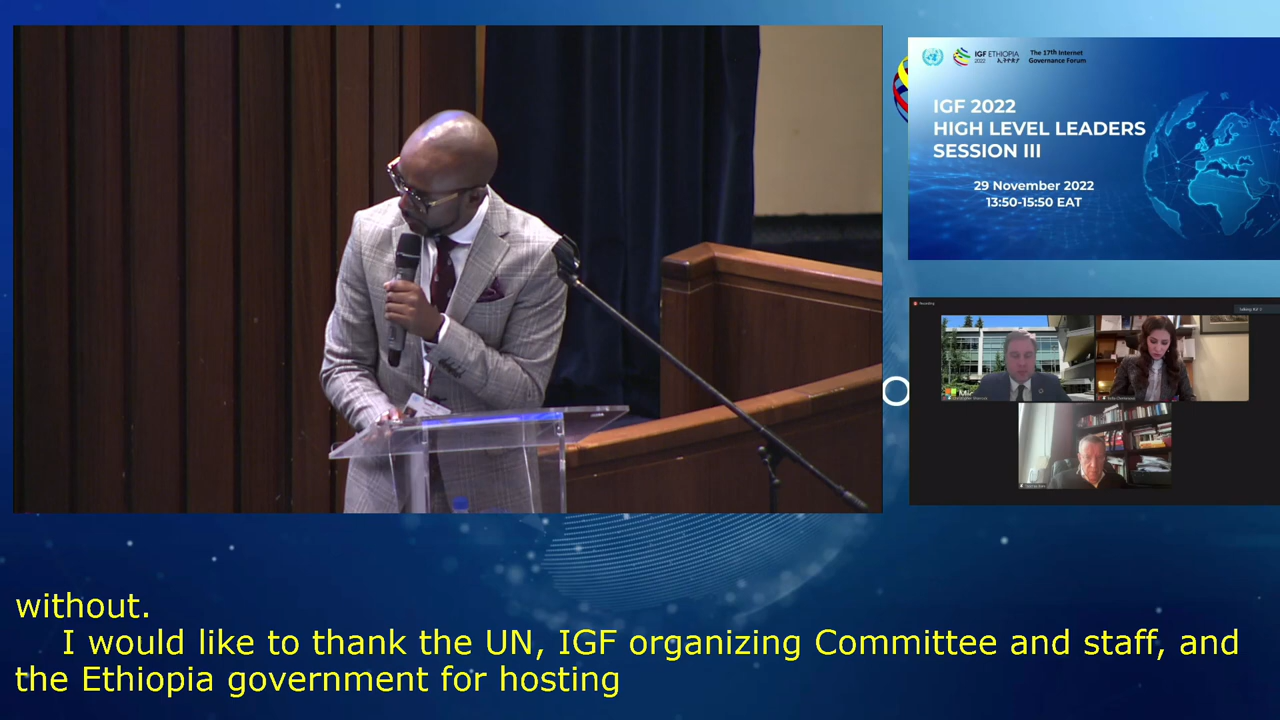 IGF ETHIOPIA
2022 ኢትዮጵያ
The 17th Internet
Governance Forum
IGF 2022
HIGH LEVEL LEADERS
SESSION III
29 November 2022
13:50-15:50 EAT
Recording
without.
I would like to thank the UN, IGF organizing Committee and staff, and
the Ethiopia government for hosting